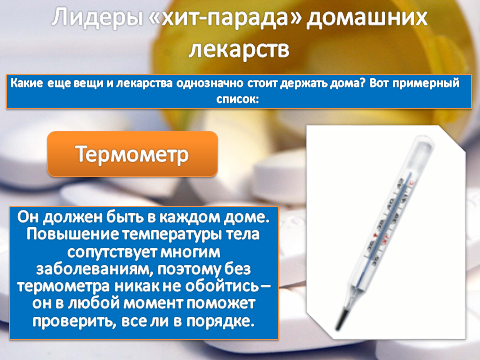 Лидеры «хит-парада» домашних
лекарств
Какие еще вещи и лекарства однозначно стоит держать дома? Вот примерный
список:
Термометр
Он должен быть в каждом доме.
Повышение температуры тела
сопутствует многим
заболеваниям, поэтому без
термометра никак не обойтись –
он в любой момент поможет
проверить, все ли в порядке.